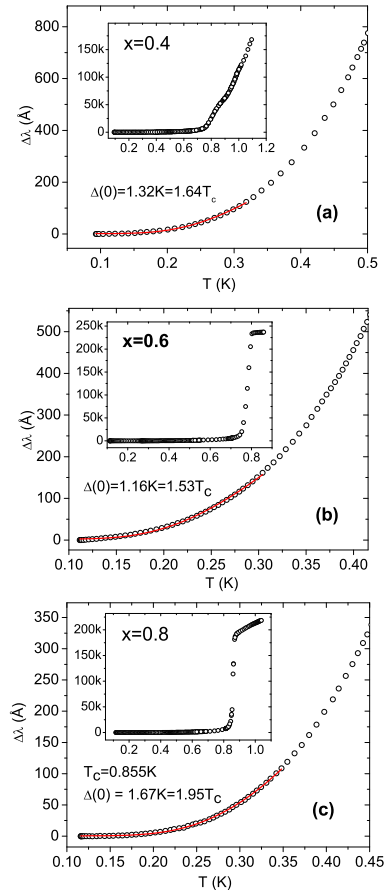 800
600
400
200
0
Δλ (Å)
150k
100k
50k
0
x=0.4
0.2 0.4 0.6 0.8 1.0 1.2
Δ(0)=1.32K=1.64Tc
(a)
0.1 0.2 0.3 0.4 0.5
T (K)
500
400
300
200
100
0
Δλ (Å)
250k
200k
150k
100k
50k
0
x=0.6
0.2 0.4 0.6 0.8
Δ(0)=1.16K=1.53TC
(b)
0.10 0.15 0.20 0.25 0.30 0.35 0.40
T (K)
350
300
250
200
150
100
50
0
Δλ (Å)
200k
150k
100k
50k
0
x=0.8
0.2 0.4 0.6 0.8 1.0
TC=0.855K
Δ(0) = 1.67K=1.95TC
(c)
0.10 0.15 0.20 0.25 0.30 0.35 0.40 0.45
T (K)